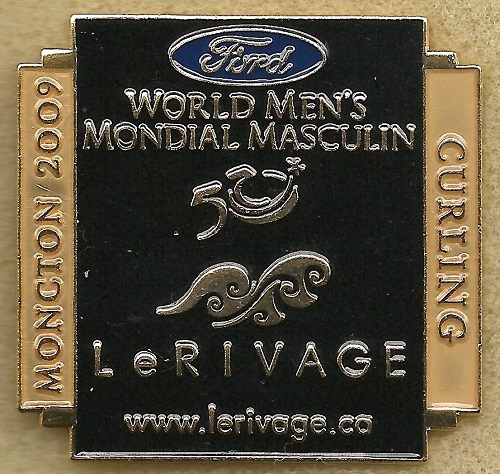 Ford
WORLD MEN'S
MONDIAL MASCULIN
50
LeRIVAGE
www.lerivage.ca
MONCTON/2009
CURLING